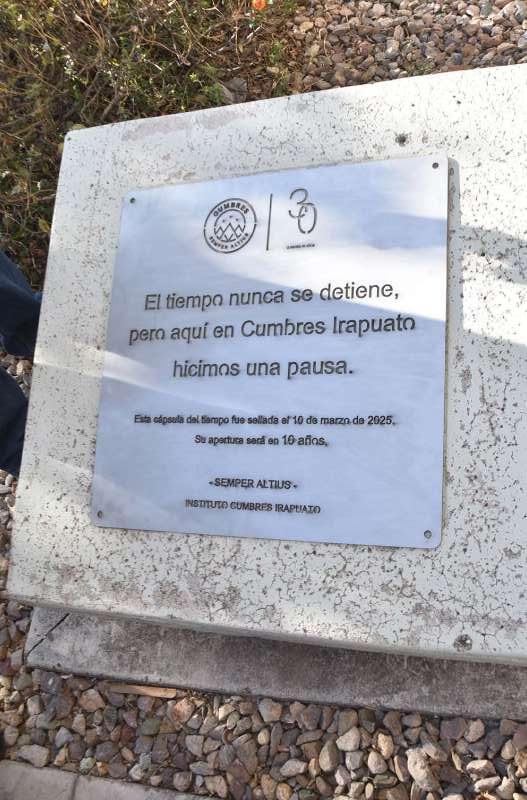 CUMBRES
SEMPER ALTIUS
30
El tiempo nunca se detiene,
pero aquí en Cumbres Irapuato
hicimos una pausa.
Esta cápsula del tiempo fue sellada el 10 de marzo de 2025.
Su apertura será en 10 años.
- SEMPER ALTIUS -
INSTITUTO CUMBRES IRAPUATO